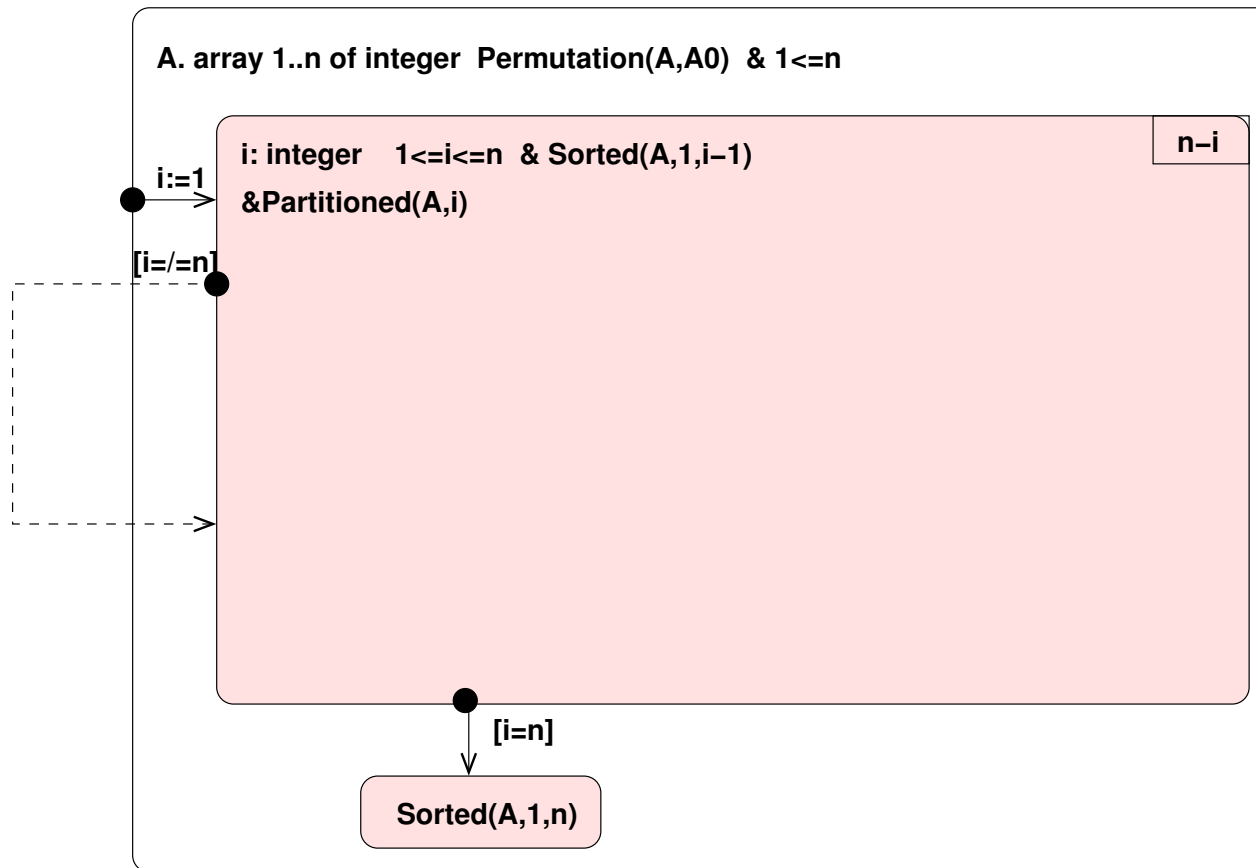 A. array 1..n of integer  Permutation(A,A0)  & 1<=n
n−i
i: integer    1<=i<=n  & Sorted(A,1,i−1)
&Partitioned(A,i)
i:=1
[i=/=n]
[i=n]
Sorted(A,1,n)